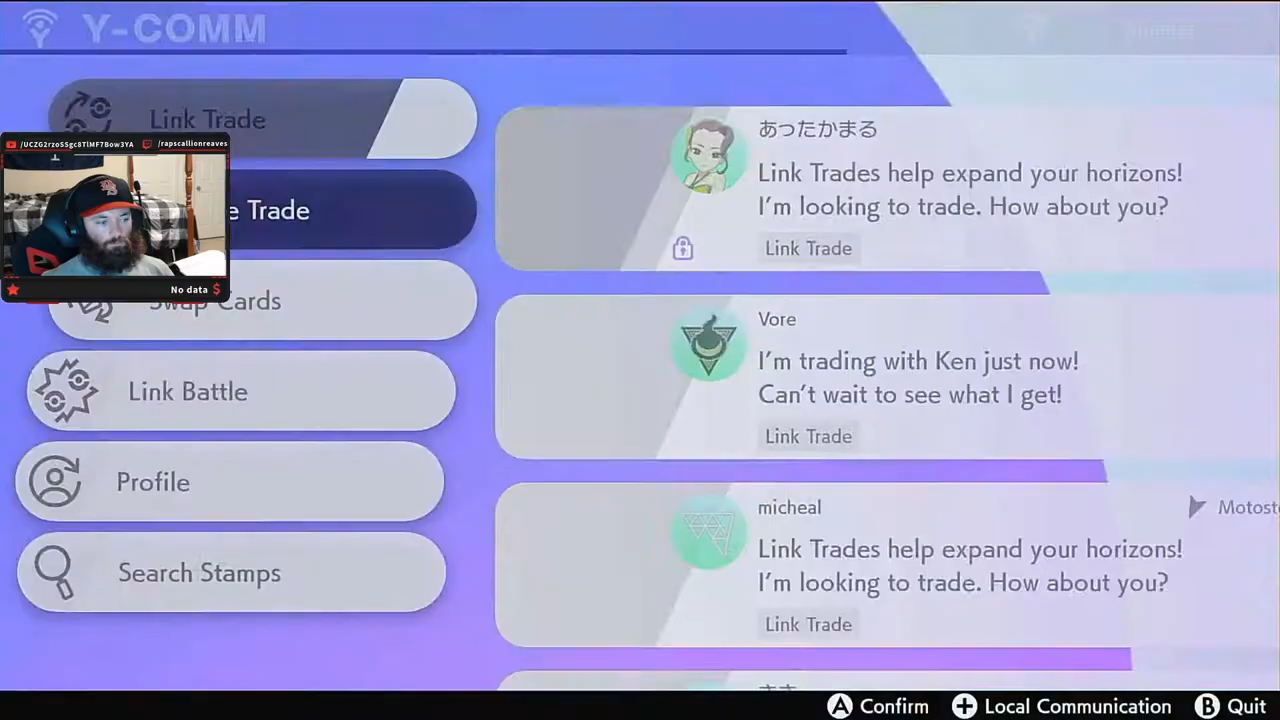 Y-COMM
Link Trade
/UCZG2rzoSSgc8TlMF7Bow3YA /rapscallionreaves
e Trade
No data $
Swap Cards
Link Battle
Profile
Search Stamps
あったかまる
Link Trades help expand your horizons!
I'm looking to trade. How about you?
Link Trade
Vore
I'm trading with Ken just now!
Can't wait to see what I get!
Link Trade
micheal
Motosto
Link Trades help expand your horizons!
I'm looking to trade. How about you?
Link Trade
A Confirm + Local Communication B Quit